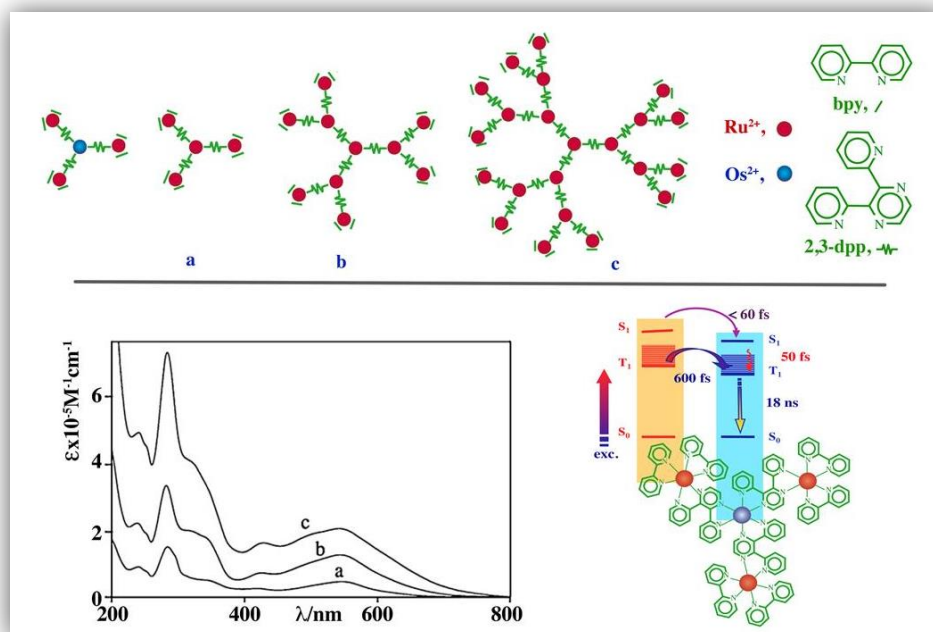 bpy, /
Ru²⁺,
Os²⁺,
2,3-dpp,
a
b
c
N
N
N
N
N
εx10⁻⁵M⁻¹cm⁻¹
6
4
2
0
200
400
600
800
λ/nm
c
b
a
< 60 fs
S₁
S₁
T₁
50 fs
600 fs
T₁
18 ns
S₀
S₀
exc.